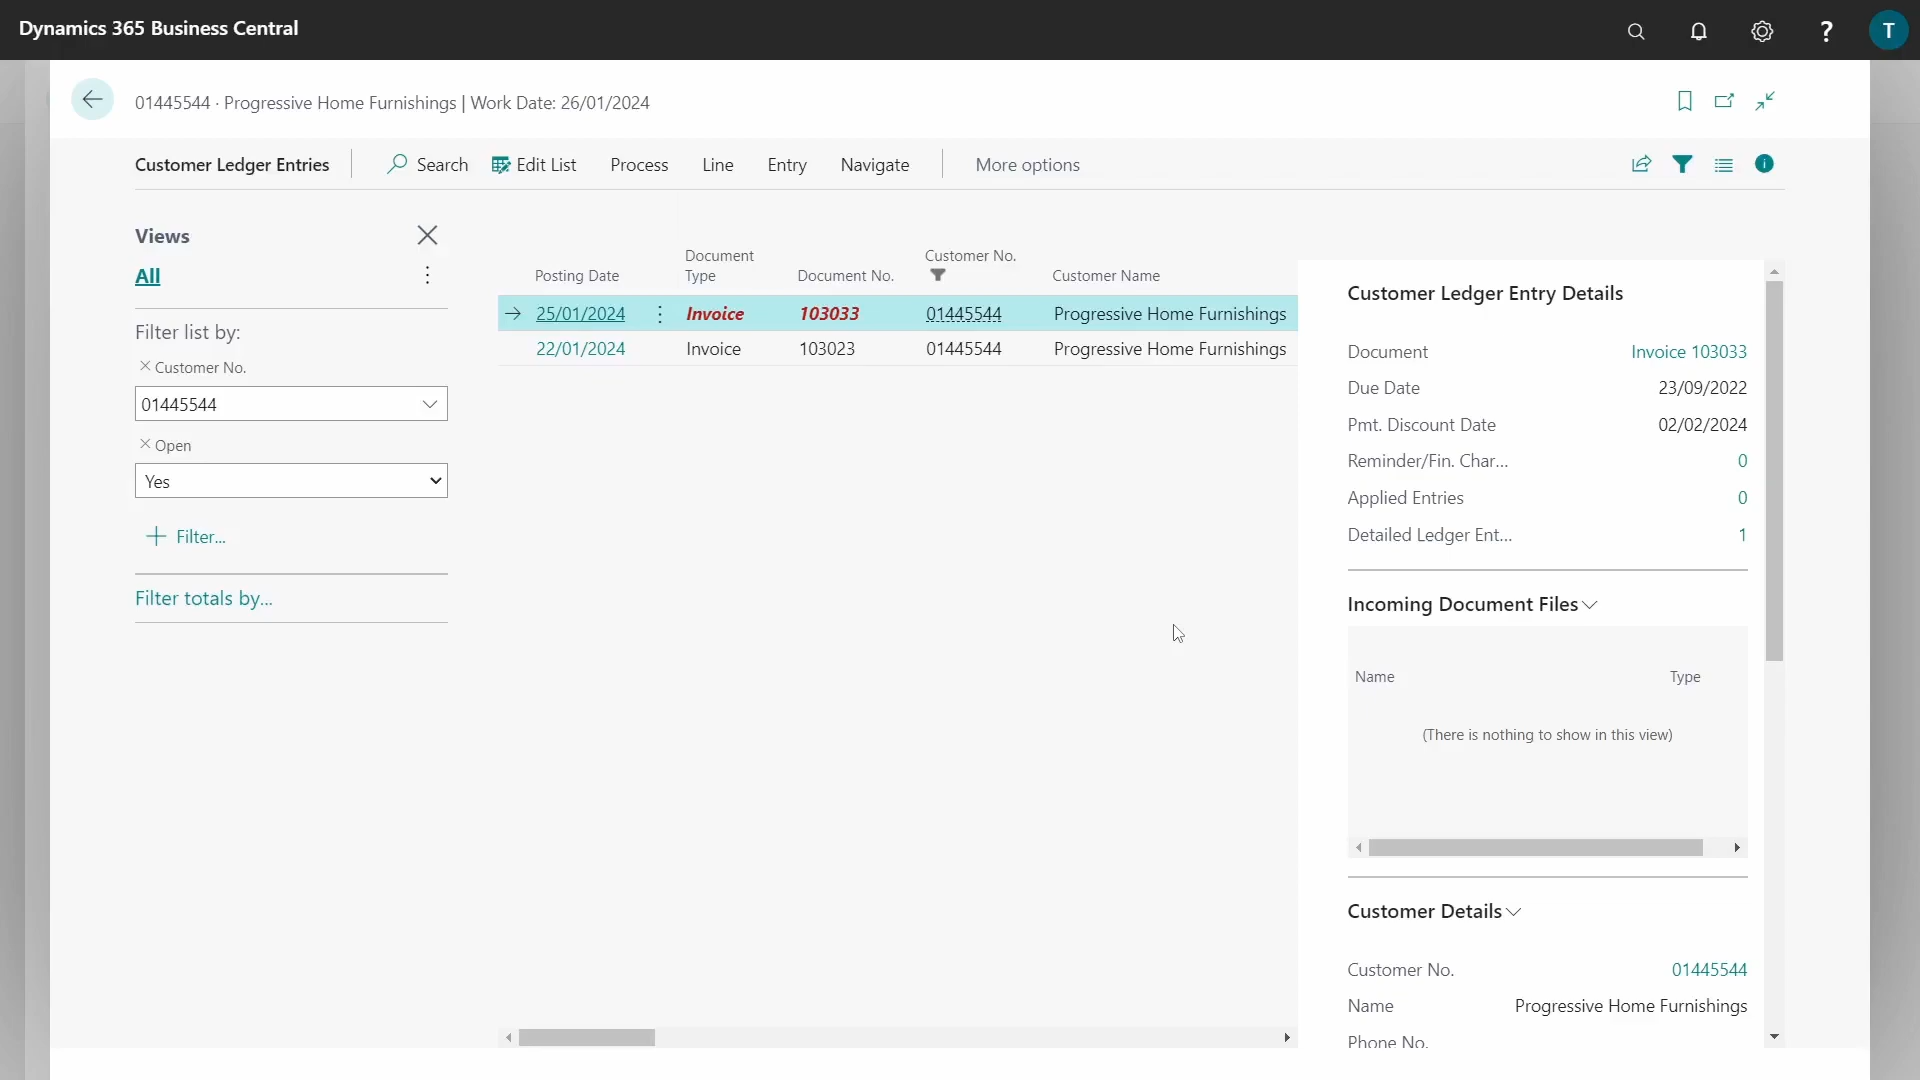 Dynamics 365 Business Central
?
T
01445544 · Progressive Home Furnishings | Work Date: 26/01/2024
Customer Ledger Entries
Search
Edit List
Process
Line
Entry
Navigate
More options
Views
All
Filter list by:
× Customer No.
01445544
× Open
Yes
+ Filter...
Filter totals by...
Posting Date
Document Type
Document No.
Customer No.
Customer Name
25/01/2024 Invoice 103033 01445544 Progressive Home Furnishings
22/01/2024 Invoice 103023 01445544 Progressive Home Furnishings
Customer Ledger Entry Details
Document Invoice 103033
Due Date 23/09/2022
Pmt. Discount Date 02/02/2024
Reminder/Fin. Char... 0
Applied Entries 0
Detailed Ledger Ent... 1
Incoming Document Files
Name Type
(There is nothing to show in this view)
Customer Details
Customer No. 01445544
Name Progressive Home Furnishings
Phone No.